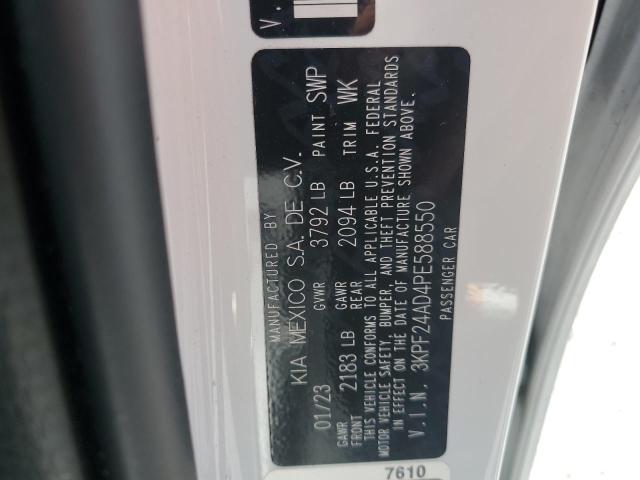 V.
MANUFACTURED BY
KIA MEXICO S.A. DE C.V.
01/23 GVWR 3792 LB PAINT SWP
GAWR FRONT 2183 LB GAWR REAR 2094 LB TRIM WK
THIS VEHICLE CONFORMS TO ALL APPLICABLE U.S.A. FEDERAL
MOTOR VEHICLE SAFETY, BUMPER, AND THEFT PREVENTION STANDARDS
IN EFFECT ON THE DATE OF MANUFACTURE SHOWN ABOVE.
V.I.N. 3KPF24AD4PE588550
PASSENGER CAR
7610